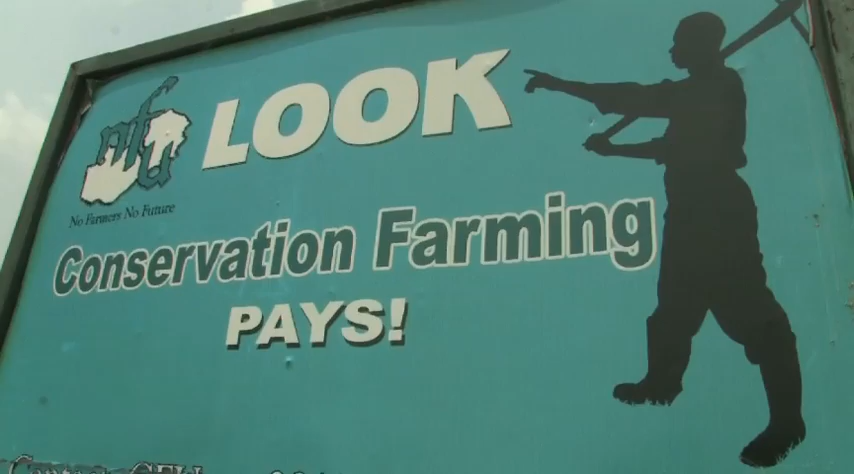 LOOK
nfu
No Farmers No Future
Conservation Farming
PAYS!